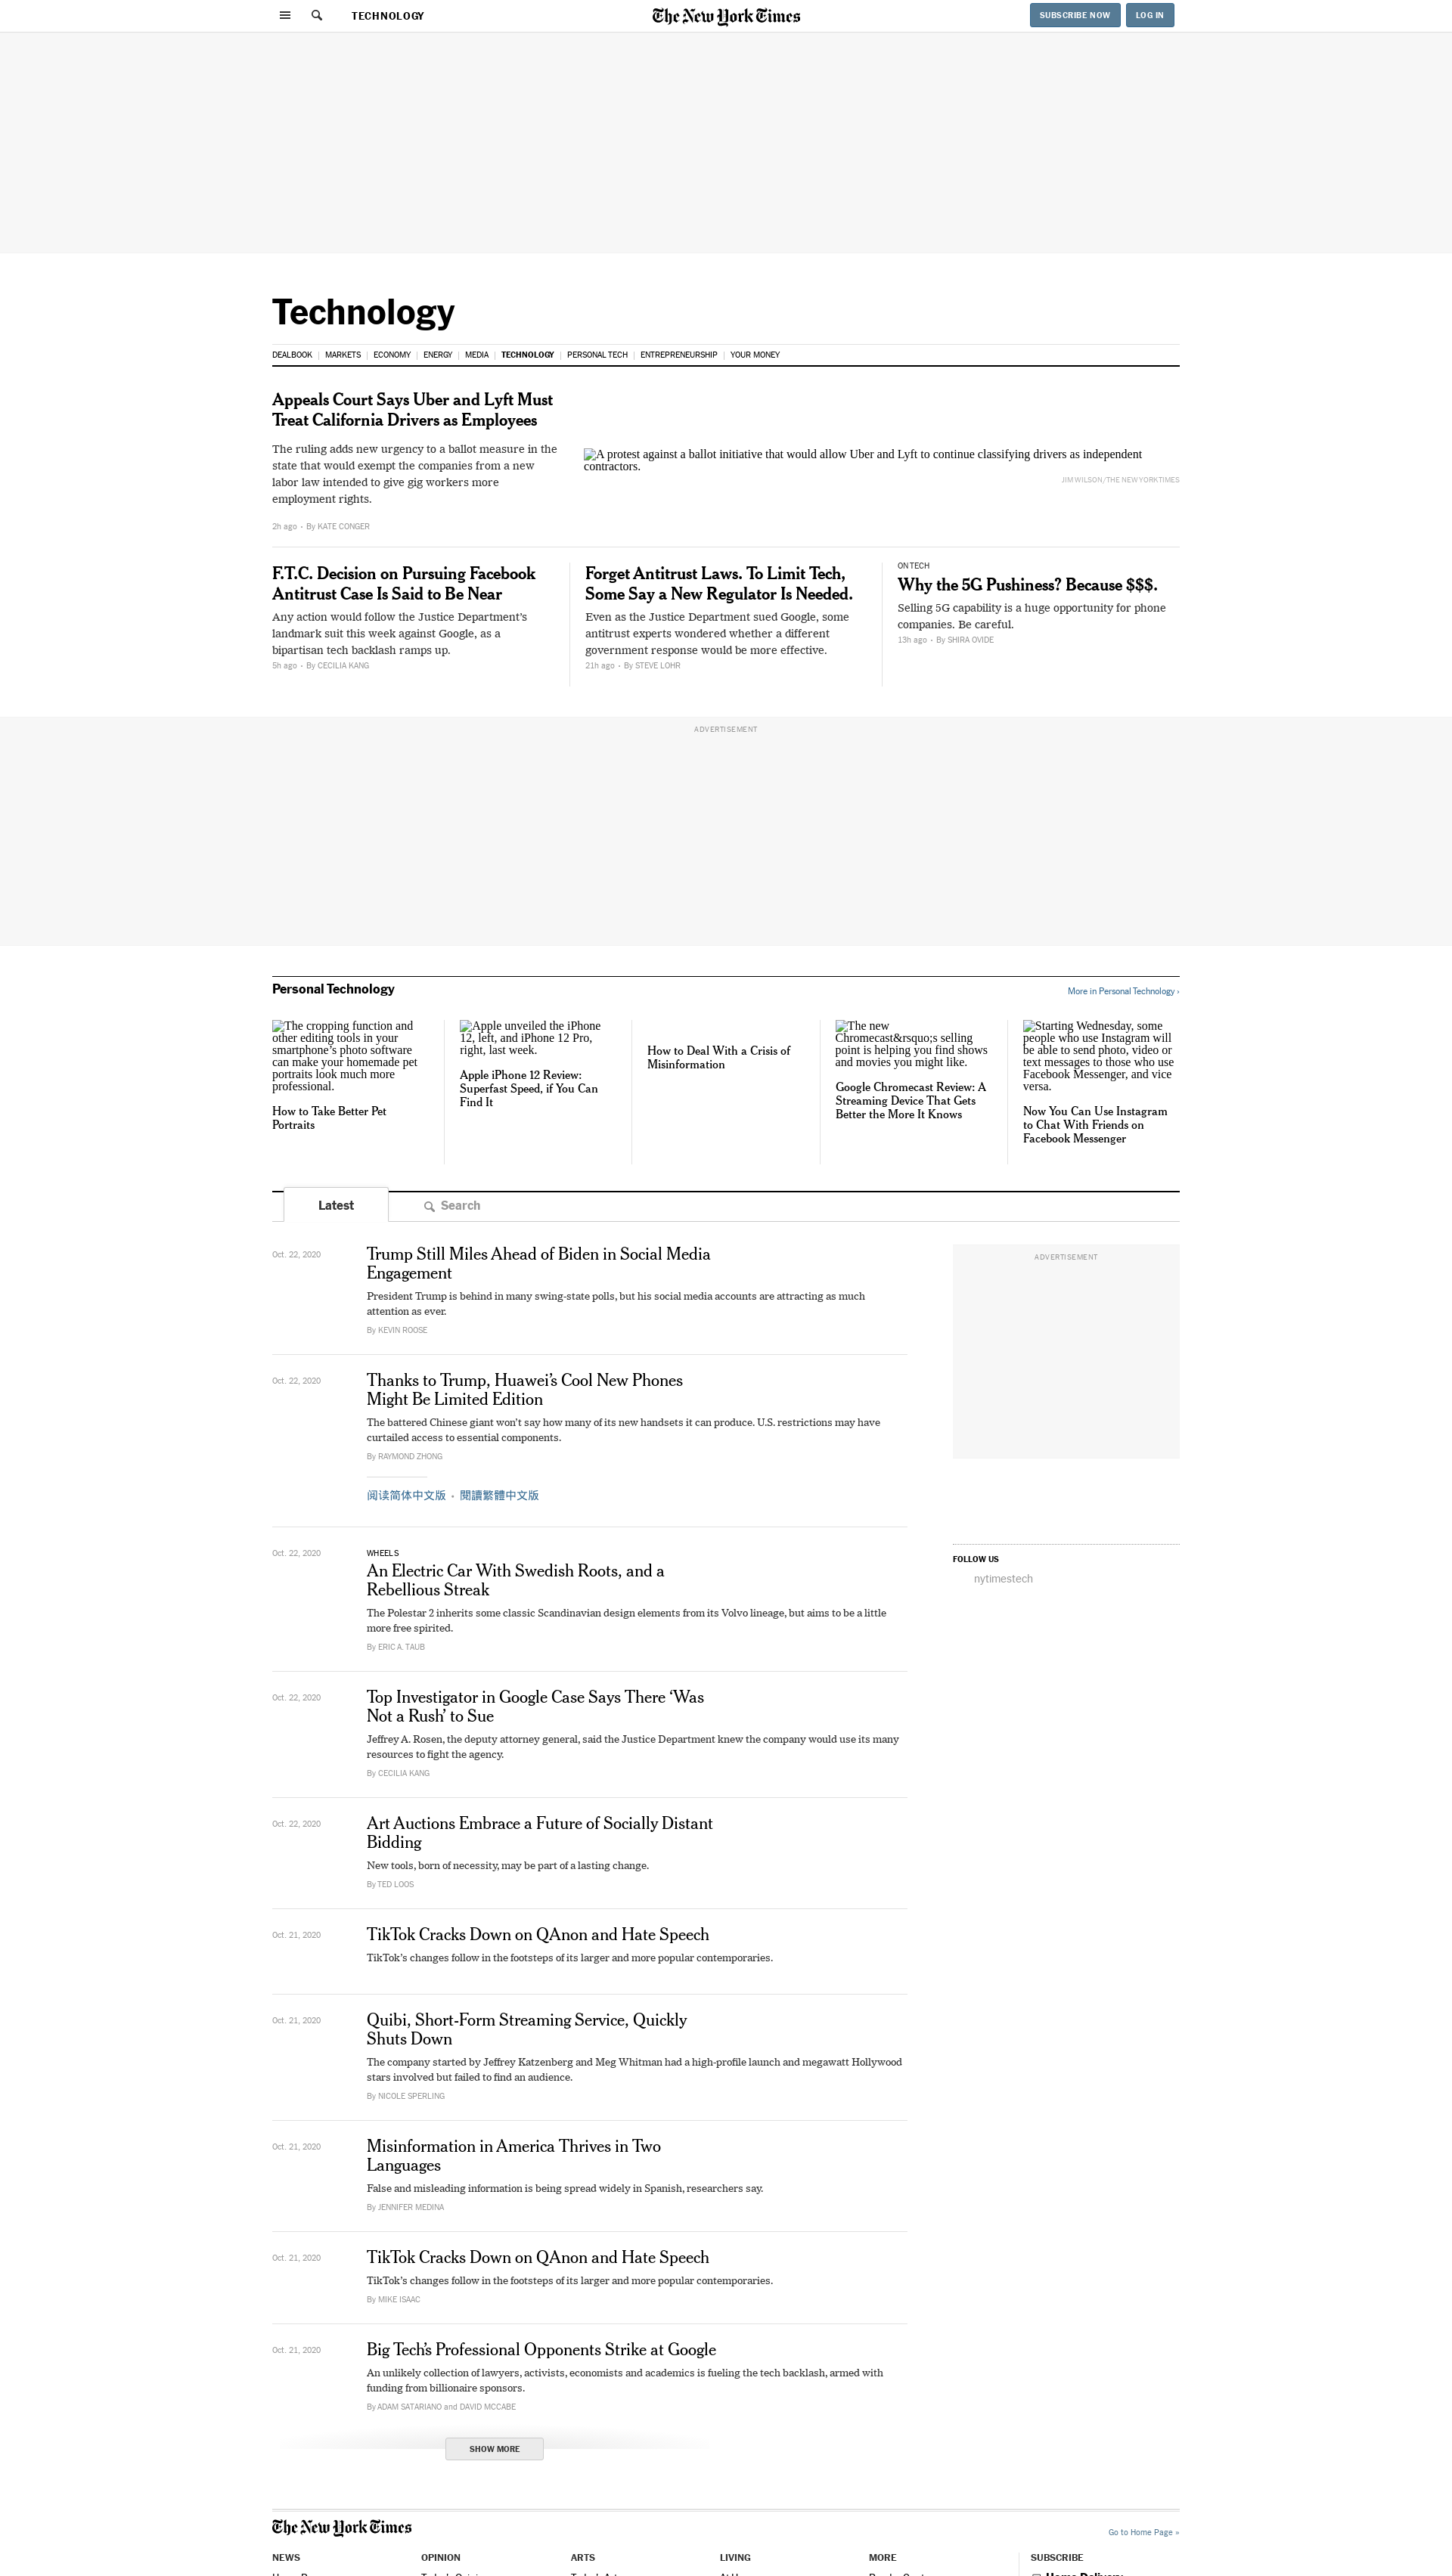 TECHNOLOGY
The New York Times
SUBSCRIBE NOW
LOG IN
Technology
DEALBOOK | MARKETS | ECONOMY | ENERGY | MEDIA | TECHNOLOGY | PERSONAL TECH | ENTREPRENEURSHIP | YOUR MONEY
Appeals Court Says Uber and Lyft Must
Treat California Drivers as Employees
The ruling adds new urgency to a ballot measure in the
state that would exempt the companies from a new
labor law intended to give gig workers more
employment rights.
2h ago • By KATE CONGER
A protest against a ballot initiative that would allow Uber and Lyft to continue classifying drivers as independent
contractors.
JIM WILSON/THE NEW YORK TIMES
F.T.C. Decision on Pursuing Facebook
Antitrust Case Is Said to Be Near
Any action would follow the Justice Department’s
landmark suit this week against Google, as a
bipartisan tech backlash ramps up.
5h ago • By CECILIA KANG
Forget Antitrust Laws. To Limit Tech,
Some Say a New Regulator Is Needed.
Even as the Justice Department sued Google, some
antitrust experts wondered whether a different
government response would be more effective.
21h ago • By STEVE LOHR
ON TECH
Why the 5G Pushiness? Because $$$.
Selling 5G capability is a huge opportunity for phone
companies. Be careful.
13h ago • By SHIRA OVIDE
ADVERTISEMENT
Personal Technology
More in Personal Technology ›
The cropping function and
other editing tools in your
smartphone’s photo software
can make your homemade pet
portraits look much more
professional.
How to Take Better Pet
Portraits
Apple unveiled the iPhone
12, left, and iPhone 12 Pro,
right, last week.
Apple iPhone 12 Review:
Superfast Speed, if You Can
Find It
How to Deal With a Crisis of
Misinformation
The new
Chromecast&rsquo;s selling
point is helping you find shows
and movies you might like.
Google Chromecast Review: A
Streaming Device That Gets
Better the More It Knows
Starting Wednesday, some
people who use Instagram will
be able to send photo, video or
text messages to those who use
Facebook Messenger, and vice
versa.
Now You Can Use Instagram
to Chat With Friends on
Facebook Messenger
Latest
Search
Oct. 22, 2020
Trump Still Miles Ahead of Biden in Social Media
Engagement
President Trump is behind in many swing-state polls, but his social media accounts are attracting as much
attention as ever.
By KEVIN ROOSE
ADVERTISEMENT
Oct. 22, 2020
Thanks to Trump, Huawei’s Cool New Phones
Might Be Limited Edition
The battered Chinese giant won’t say how many of its new handsets it can produce. U.S. restrictions may have
curtailed access to essential components.
By RAYMOND ZHONG
阅读简体中文版 • 閱讀繁體中文版
FOLLOW US
nytimestech
Oct. 22, 2020
WHEELS
An Electric Car With Swedish Roots, and a
Rebellious Streak
The Polestar 2 inherits some classic Scandinavian design elements from its Volvo lineage, but aims to be a little
more free spirited.
By ERIC A. TAUB
Oct. 22, 2020
Top Investigator in Google Case Says There ‘Was
Not a Rush’ to Sue
Jeffrey A. Rosen, the deputy attorney general, said the Justice Department knew the company would use its many
resources to fight the agency.
By CECILIA KANG
Oct. 22, 2020
Art Auctions Embrace a Future of Socially Distant
Bidding
New tools, born of necessity, may be part of a lasting change.
By TED LOOS
Oct. 21, 2020
TikTok Cracks Down on QAnon and Hate Speech
TikTok’s changes follow in the footsteps of its larger and more popular contemporaries.
Oct. 21, 2020
Quibi, Short-Form Streaming Service, Quickly
Shuts Down
The company started by Jeffrey Katzenberg and Meg Whitman had a high-profile launch and megawatt Hollywood
stars involved but failed to find an audience.
By NICOLE SPERLING
Oct. 21, 2020
Misinformation in America Thrives in Two
Languages
False and misleading information is being spread widely in Spanish, researchers say.
By JENNIFER MEDINA
Oct. 21, 2020
TikTok Cracks Down on QAnon and Hate Speech
TikTok’s changes follow in the footsteps of its larger and more popular contemporaries.
By MIKE ISAAC
Oct. 21, 2020
Big Tech’s Professional Opponents Strike at Google
An unlikely collection of lawyers, activists, economists and academics is fueling the tech backlash, armed with
funding from billionaire sponsors.
By ADAM SATARIANO and DAVID MCCABE
SHOW MORE
The New York Times
Go to Home Page »
NEWS
OPINION
ARTS
LIVING
MORE
SUBSCRIBE